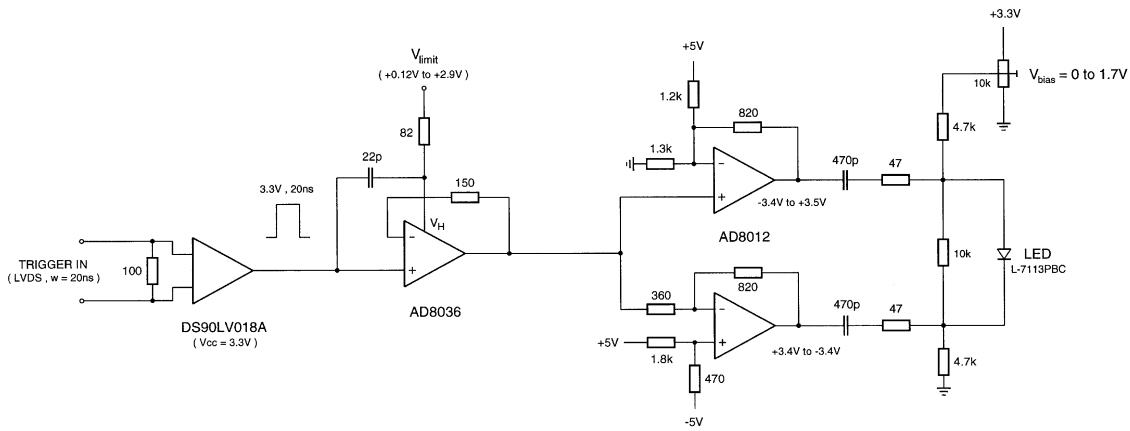 +3.3V
10k
Vbias = 0 to 1.7V
Vlimit
( +0.12V to +2.9V )
+5V
1.2k
820
4.7k
82
22p
1.3k
470p
47
150
3.3V , 20ns
VH
−
+
-3.4V to +3.5V
AD8012
−
+
TRIGGER IN
( LVDS , w = 20ns )
100
10k
LED
L-7113PBC
DS90LV018A
( Vcc = 3.3V )
AD8036
360
820
470p
47
−
+
+5V
1.8k
+3.4V to -3.4V
470
4.7k
-5V